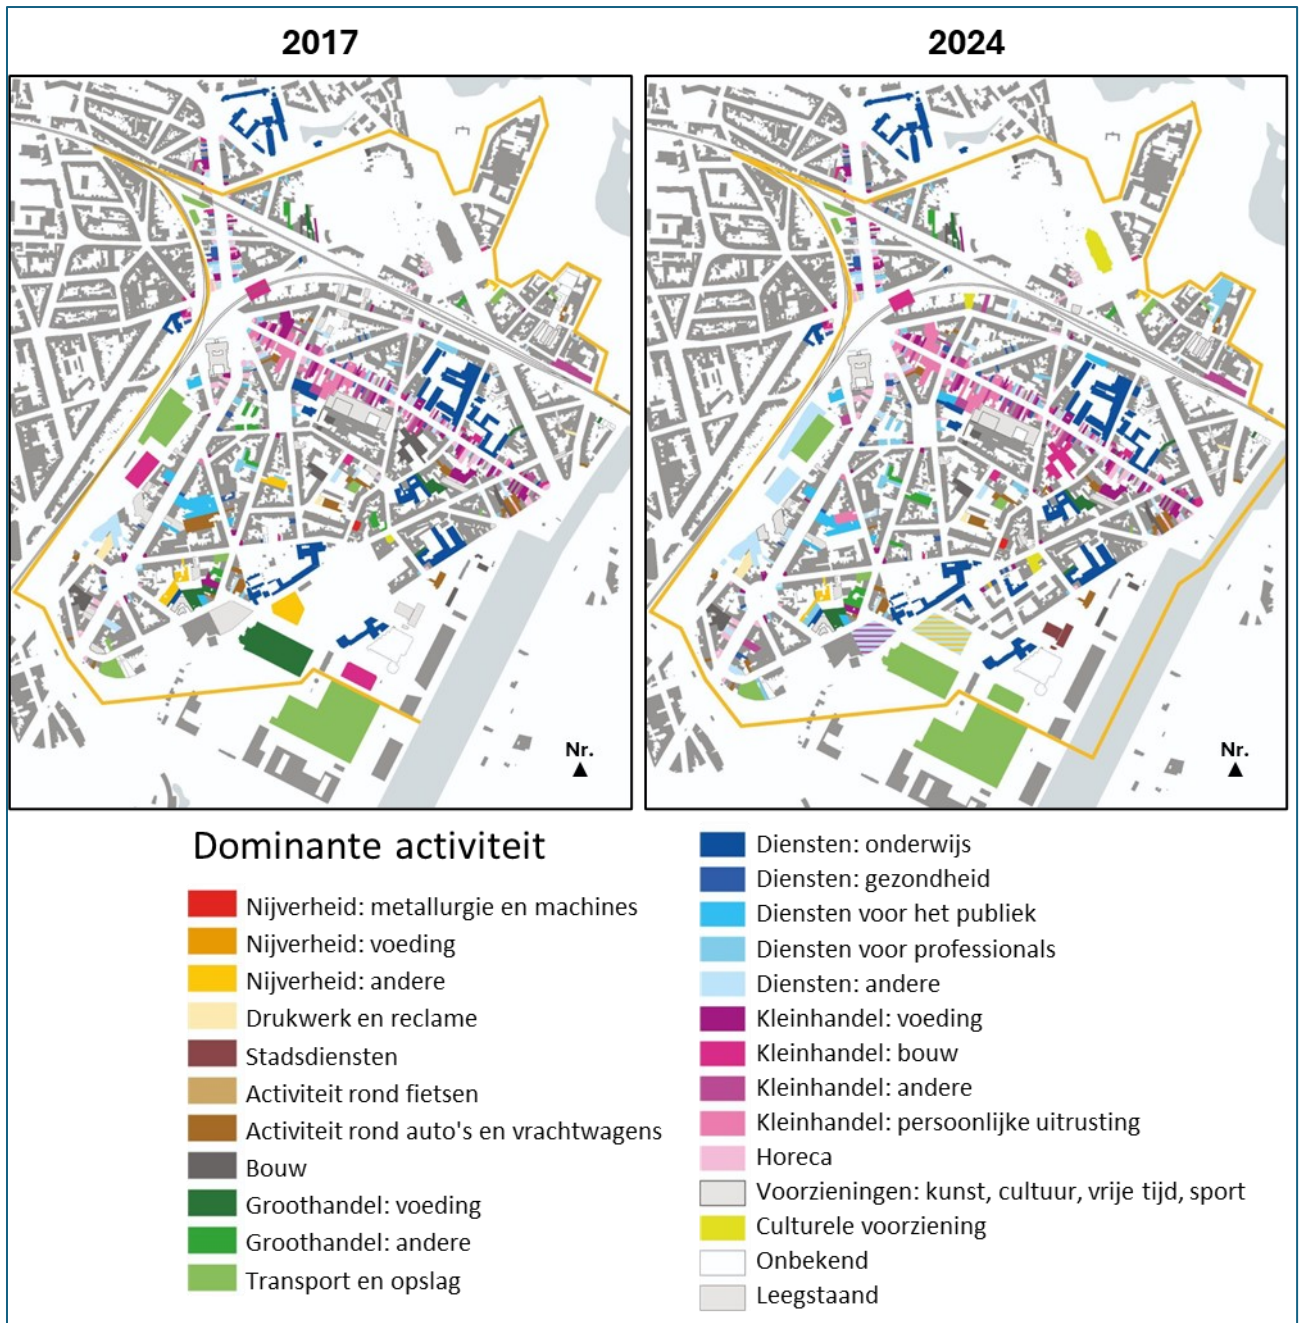 2017
2024
Nr.
Nr.
Dominante activiteit
Nijverheid: metallurgie en machines
Nijverheid: voeding
Nijverheid: andere
Drukwerk en reclame
Stadsdiensten
Activiteit rond fietsen
Activiteit rond auto's en vrachtwagens
Bouw
Groothandel: voeding
Groothandel: andere
Transport en opslag
Diensten: onderwijs
Diensten: gezondheid
Diensten voor het publiek
Diensten voor professionals
Diensten: andere
Kleinhandel: voeding
Kleinhandel: bouw
Kleinhandel: andere
Kleinhandel: persoonlijke uitrusting
Horeca
Voorzieningen: kunst, cultuur, vrije tijd, sport
Culturele voorziening
Onbekend
Leegstaand